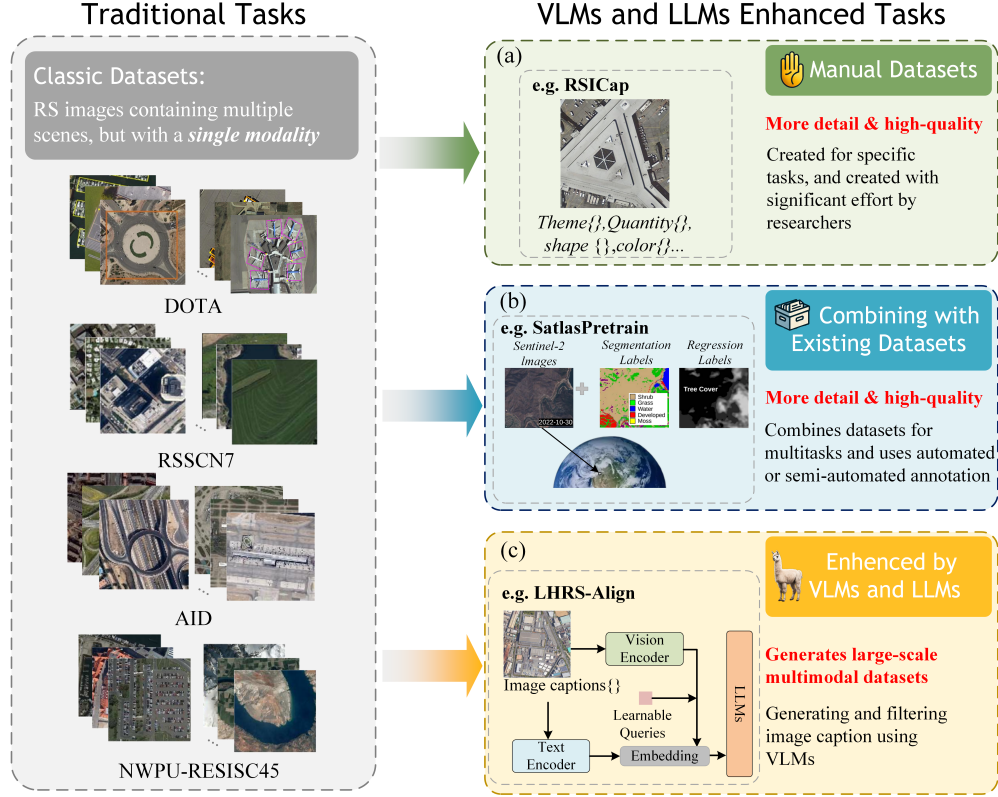 Traditional Tasks
Classic Datasets:
RS images containing multiple
scenes, but with a single modality
DOTA
RSSCN7
AID
NWPU-RESISC45
VLMs and LLMs Enhanced Tasks
(a)
e.g. RSICap
Theme{},Quantity{},
shape {},color{}...
Manual Datasets
More detail & high-quality
Created for specific
tasks, and created with
significant effort by
researchers
(b)
e.g. SatlasPretrain
Sentinel-2
Images
Segmentation
Labels
Regression
Labels
2022-10-30
Shrub
Grass
Water
Developed
Moss
Tree Cover
Combining with
Existing Datasets
More detail & high-quality
Combines datasets for
multitasks and uses automated
or semi-automated annotation
(c)
e.g. LHRS-Align
Image captions{}
Vision
Encoder
Learnable
Queries
Text
Encoder
Embedding
LLMs
Enhenced by
VLMs and LLMs
Generates large-scale
multimodal datasets
Generating and filtering
image caption using
VLMs